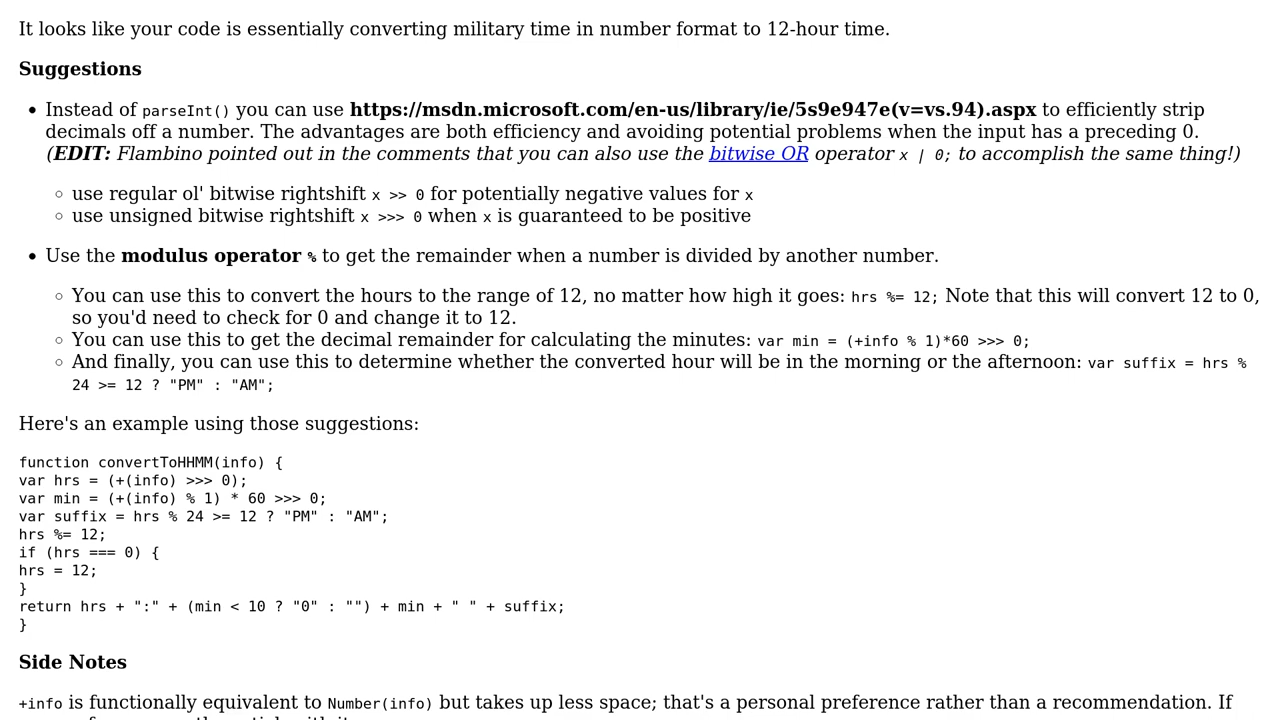 It looks like your code is essentially converting military time in number format to 12-hour time.
Suggestions
Instead of parseInt() you can use https://msdn.microsoft.com/en-us/library/ie/5s9e947e(v=vs.94).aspx to efficiently strip
decimals off a number. The advantages are both efficiency and avoiding potential problems when the input has a preceding 0.
(EDIT: Flambino pointed out in the comments that you can also use the bitwise OR operator x | 0; to accomplish the same thing!)
use regular ol' bitwise rightshift x >> 0 for potentially negative values for x
use unsigned bitwise rightshift x >>> 0 when x is guaranteed to be positive
Use the modulus operator % to get the remainder when a number is divided by another number.
You can use this to convert the hours to the range of 12, no matter how high it goes: hrs %= 12; Note that this will convert 12 to 0,
so you'd need to check for 0 and change it to 12.
You can use this to get the decimal remainder for calculating the minutes: var min = (+info % 1)*60 >>> 0;
And finally, you can use this to determine whether the converted hour will be in the morning or the afternoon: var suffix = hrs %
24 >= 12 ? "PM" : "AM";
Here's an example using those suggestions:
function convertToHHMM(info) {
var hrs = (+(info) >>> 0);
var min = (+(info) % 1) * 60 >>> 0;
var suffix = hrs % 24 >= 12 ? "PM" : "AM";
hrs %= 12;
if (hrs === 0) {
hrs = 12;
}
return hrs + ":" + (min < 10 ? "0" : "") + min + " " + suffix;
}
Side Notes
+info is functionally equivalent to Number(info) but takes up less space; that's a personal preference rather than a recommendation. If